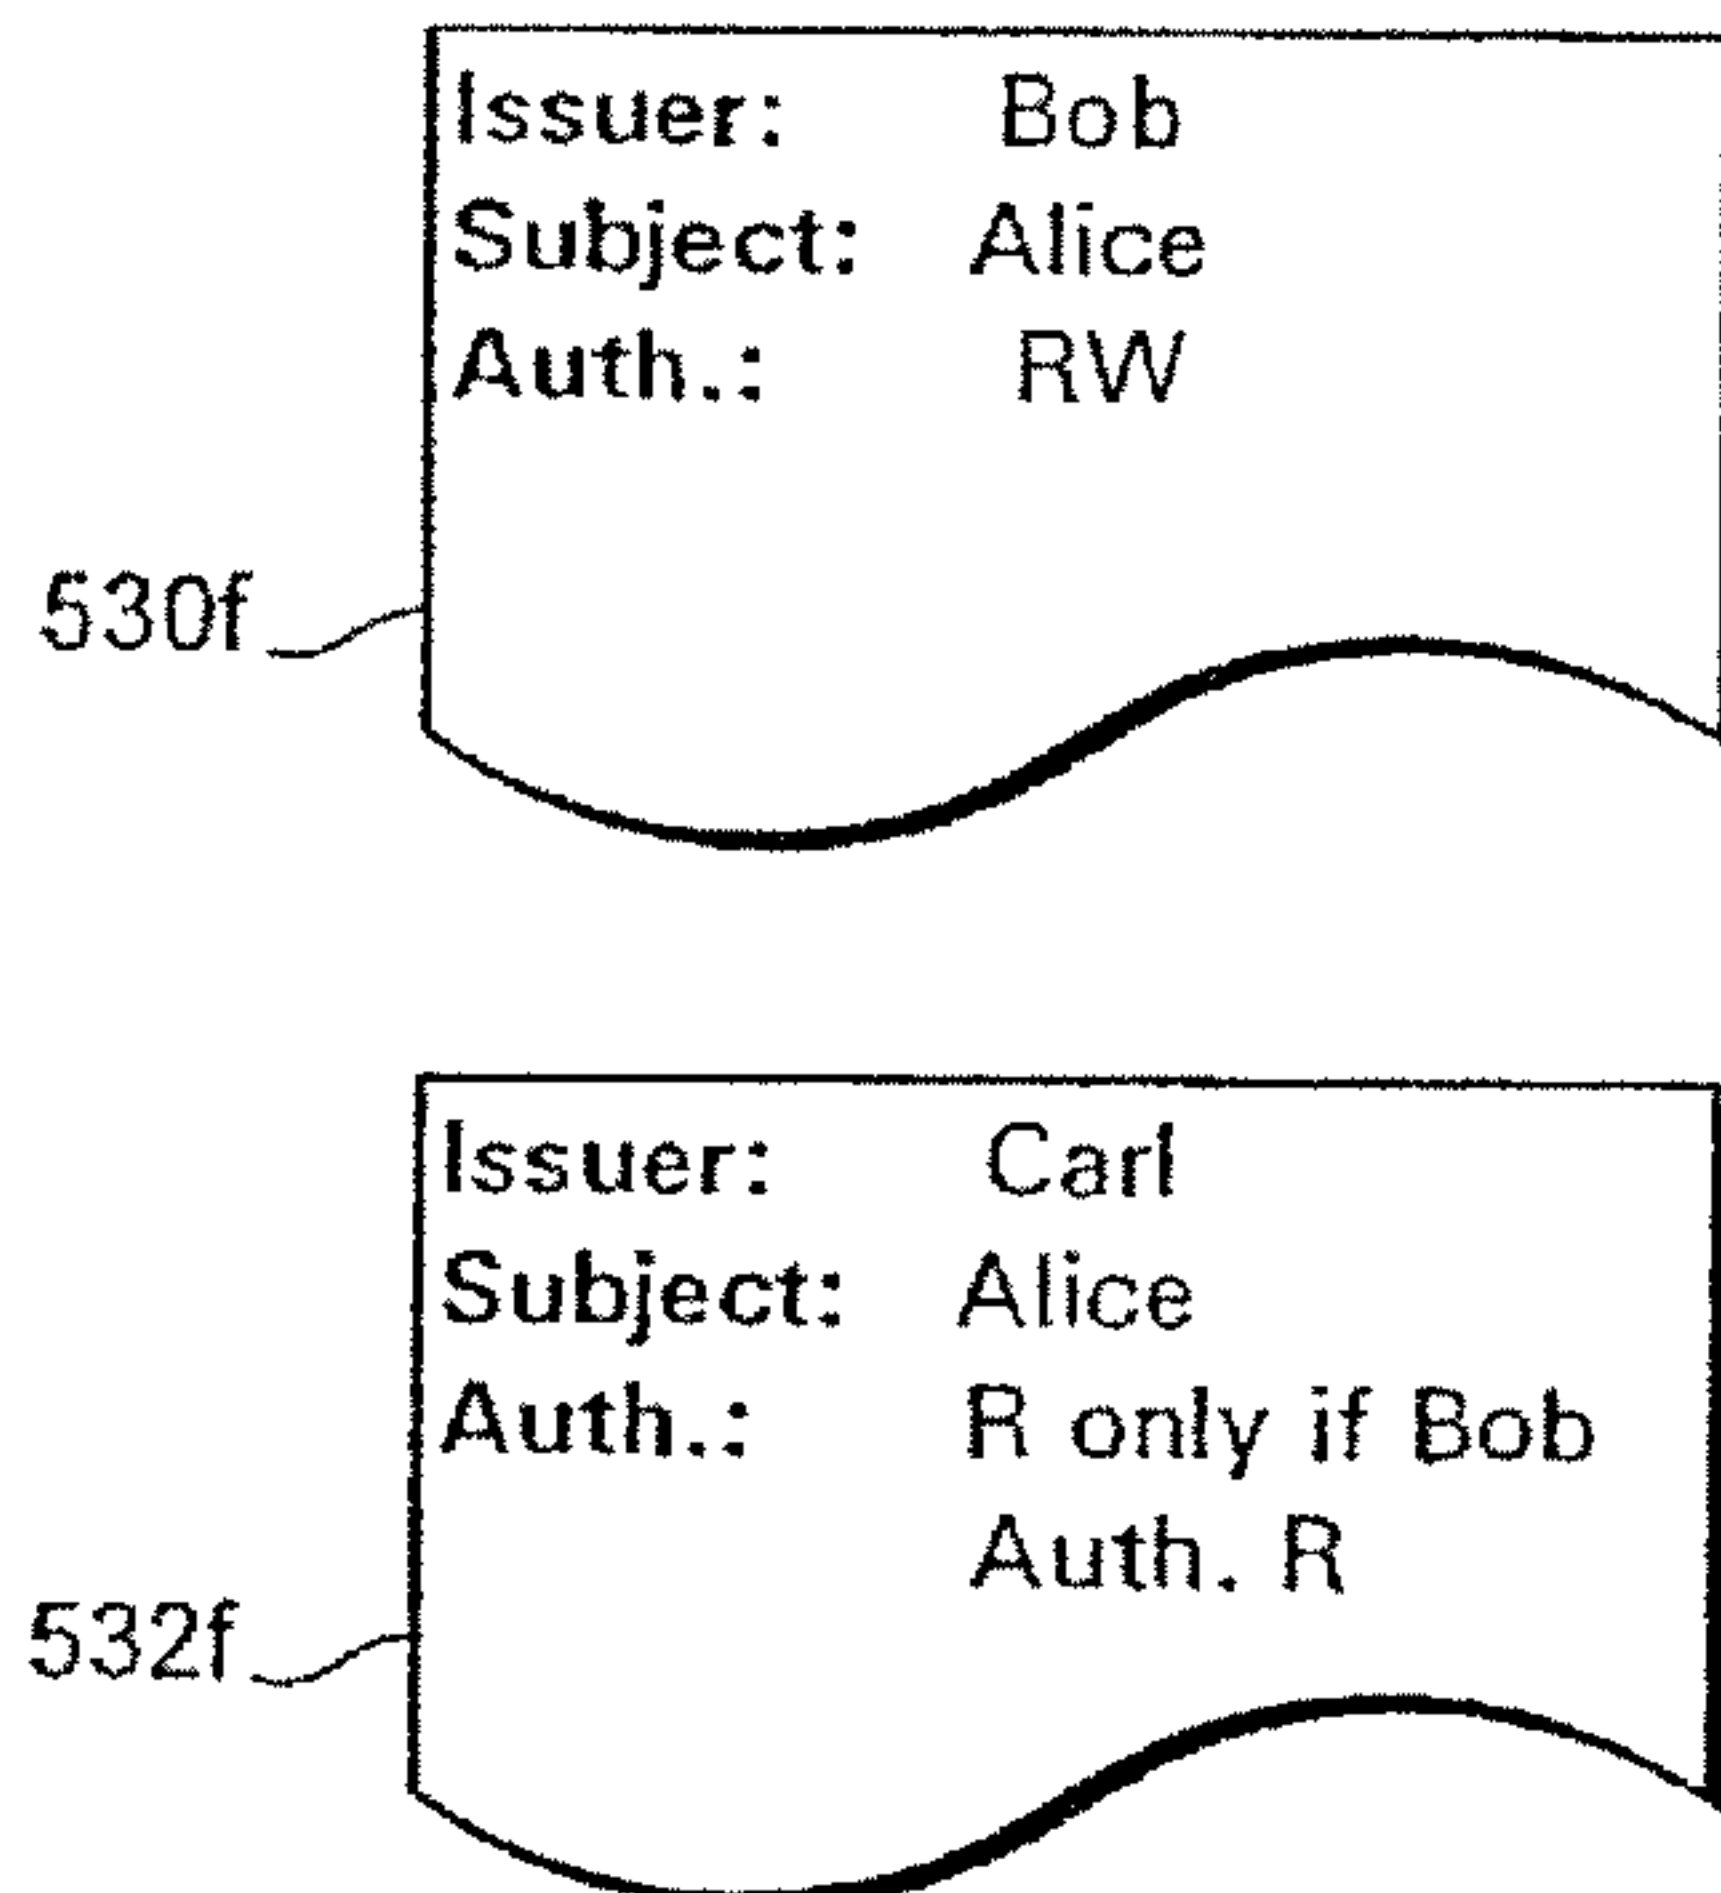 Issuer: Bob
Subject: Alice
Auth.: RW
530f
Issuer: Carl
Subject: Alice
Auth.: R only if Bob
Auth. R
532f